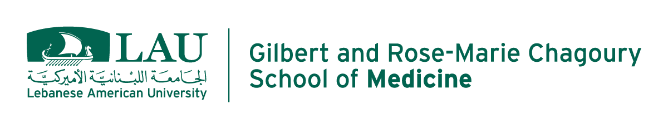 LAU
الجامعة اللبنانية الأميركية
Lebanese American University
Gilbert and Rose-Marie Chagoury
School of Medicine